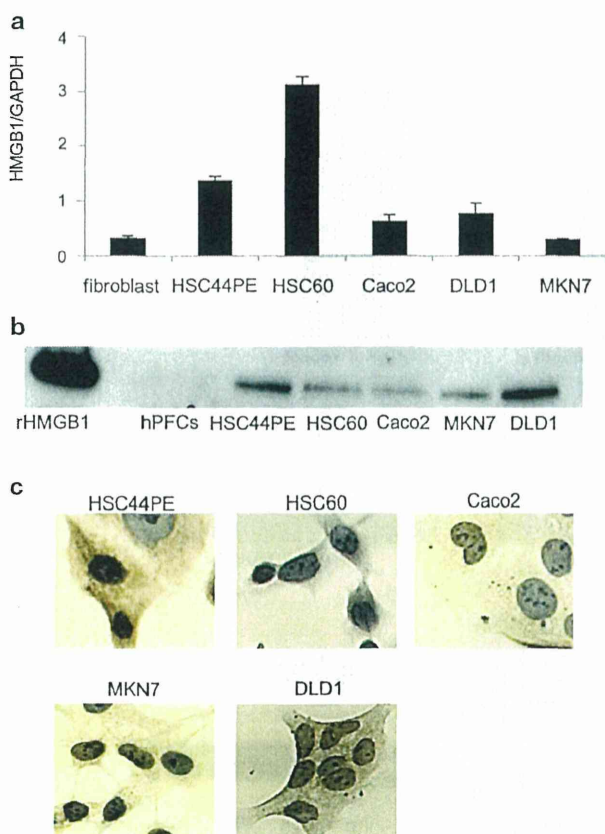 a
HMGB1/GAPDH
4
3
2
1
0
fibroblast HSC44PE HSC60 Caco2 DLD1 MKN7
b
rHMGB1 hPFCs HSC44PE HSC60 Caco2 MKN7 DLD1
c
HSC44PE HSC60 Caco2
MKN7 DLD1